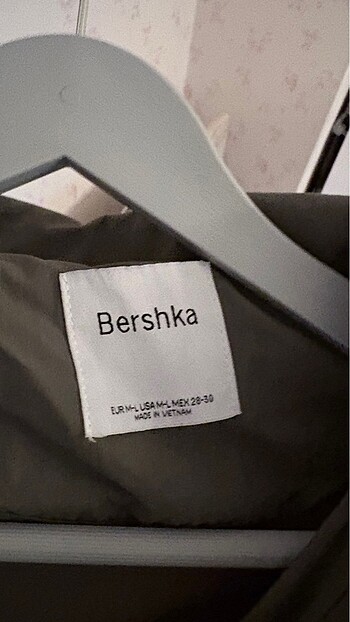 Bershka
EUR M-L USA M-L MEX 28-30
MADE IN VIETNAM